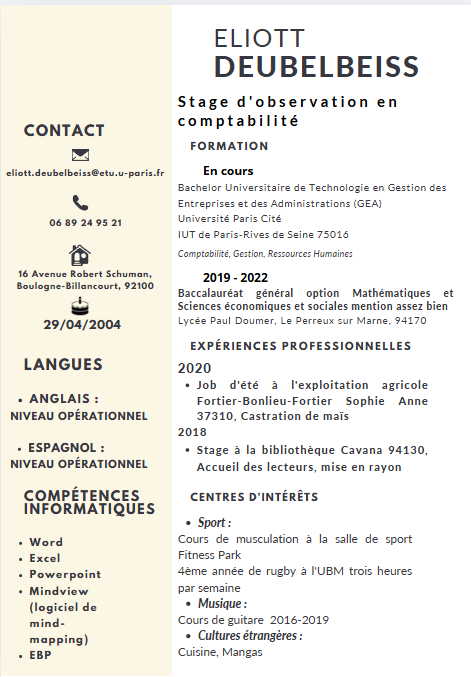 ELIOTT
DEUBELBEISS
Stage d'observation en
comptabilité
CONTACT
eliott.deubelbeiss@etu.u-paris.fr
06 89 24 95 21
16 Avenue Robert Schuman,
Boulogne-Billancourt, 92100
29/04/2004
LANGUES
• ANGLAIS :
NIVEAU OPÉRATIONNEL
• ESPAGNOL :
NIVEAU OPÉRATIONNEL
COMPÉTENCES
INFORMATIQUES
• Word
• Excel
• Powerpoint
• Mindview
(logiciel de
mind-
mapping)
• EBP
FORMATION
En cours
Bachelor Universitaire de Technologie en Gestion des
Entreprises et des Administrations (GEA)
Université Paris Cité
IUT de Paris-Rives de Seine 75016
Comptabilité, Gestion, Ressources Humaines
2019 - 2022
Baccalauréat général option Mathématiques et
Sciences économiques et sociales mention assez bien
Lycée Paul Doumer, Le Perreux sur Marne, 94170
EXPÉRIENCES PROFESSIONNELLES
2020
• Job d'été à l'exploitation agricole
Fortier-Bonlieu-Fortier Sophie Anne
37310, Castration de maïs
2018
• Stage à la bibliothèque Cavana 94130,
Accueil des lecteurs, mise en rayon
CENTRES D'INTÉRÊTS
• Sport :
Cours de musculation à la salle de sport
Fitness Park
4ème année de rugby à l'UBM trois heures
par semaine
• Musique :
Cours de guitare 2016-2019
• Cultures étrangères :
Cuisine, Mangas